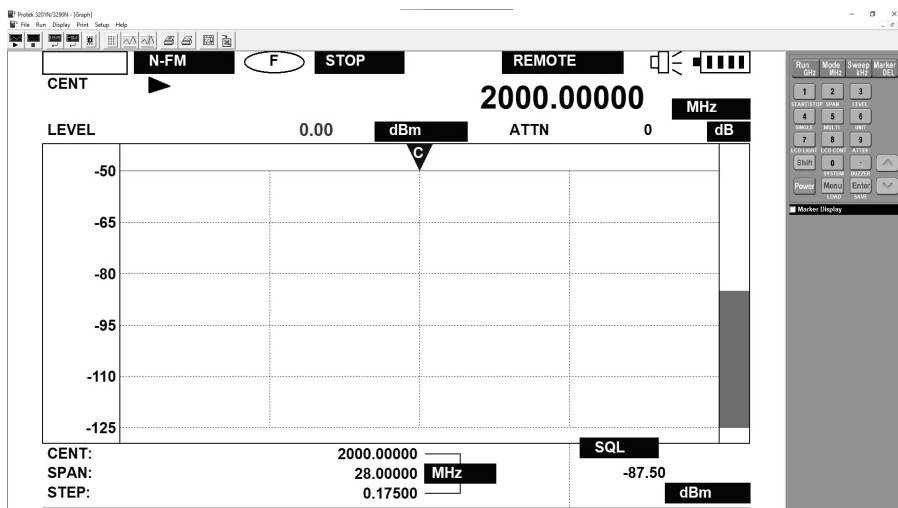 Protek 3201N/3290N - [Graph]
File Run Display Print Setup Help
N-FM F STOP REMOTE
CENT
2000.00000 MHz
LEVEL 0.00 dBm ATTN 0 dB
C
-50
-65
-80
-95
-110
-125
CENT: 2000.00000
SPAN: 28.00000 MHz
STEP: 0.17500
SQL
-87.50
dBm
Run Mode Sweep Marker
GHz MHz kHz DEL
1 2 3
START/STOP SPAN LEVEL
4 5 6
SINGLE MULTI UNIT
7 8 9
LCD LIGHT LCD CONT ATTEN
Shift 0 .
SYSTEM BUZZER
Power Menu Enter
LOAD SAVE
Marker Display